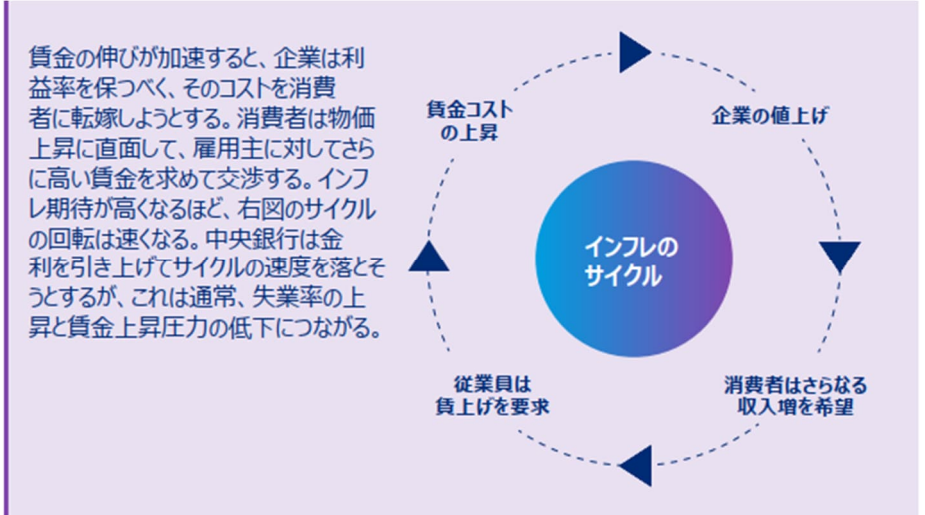 賃金の伸びが加速すると、企業は利
益率を保つべく、そのコストを消費
者に転嫁しようとする。消費者は物価
上昇に直面して、雇用主に対してさら
に高い賃金を求めて交渉する。インフ
レ期待が高くなるほど、右図のサイクル
の回転は速くなる。中央銀行は金
利を引き上げてサイクルの速度を落とそ
うとするが、これは通常、失業率の上
昇と賃金上昇圧力の低下につながる。
賃金コスト
の上昇
企業の値上げ
インフレの
サイクル
従業員は
賃上げを要求
消費者はさらなる
収入増を希望